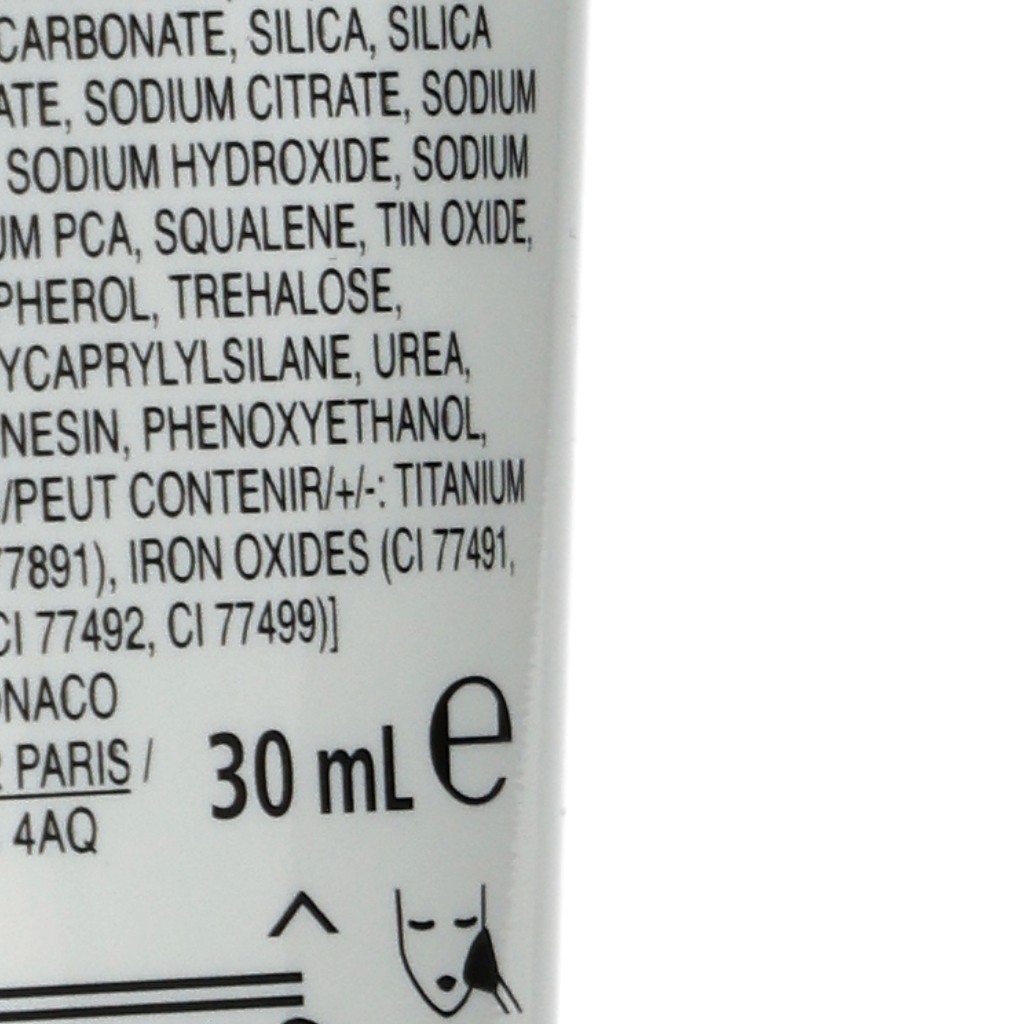 CARBONATE, SILICA, SILICA
ATE, SODIUM CITRATE, SODIUM
SODIUM HYDROXIDE, SODIUM
UM PCA, SQUALENE, TIN OXIDE,
PHEROL, TREHALOSE,
YCAPRYLYLSILANE, UREA,
NESIN, PHENOXYETHANOL,
/PEUT CONTENIR/+/-: TITANIUM
77891), IRON OXIDES (CI 77491,
CI 77492, CI 77499)]
ONACO
PARIS /
4AQ
30 mL e